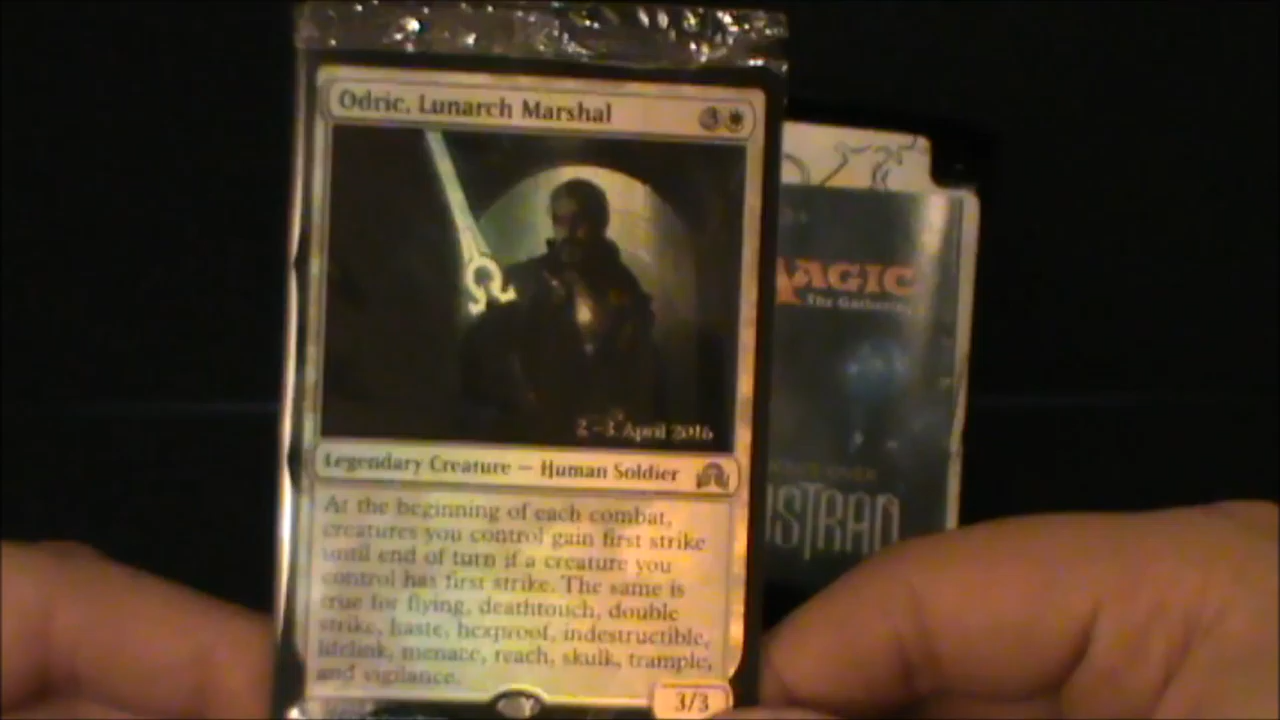 Odric, Lunarch Marshal
3
2–3 April 2016
Legendary Creature — Human Soldier
At the beginning of each combat,
creatures you control gain first strike
until end of turn if a creature you
control has first strike. The same is
true for flying, deathtouch, double
strike, haste, hexproof, indestructible,
lifelink, menace, reach, skulk, trample,
and vigilance.
3/3
MAGIC
The Gathering
ISTRAD